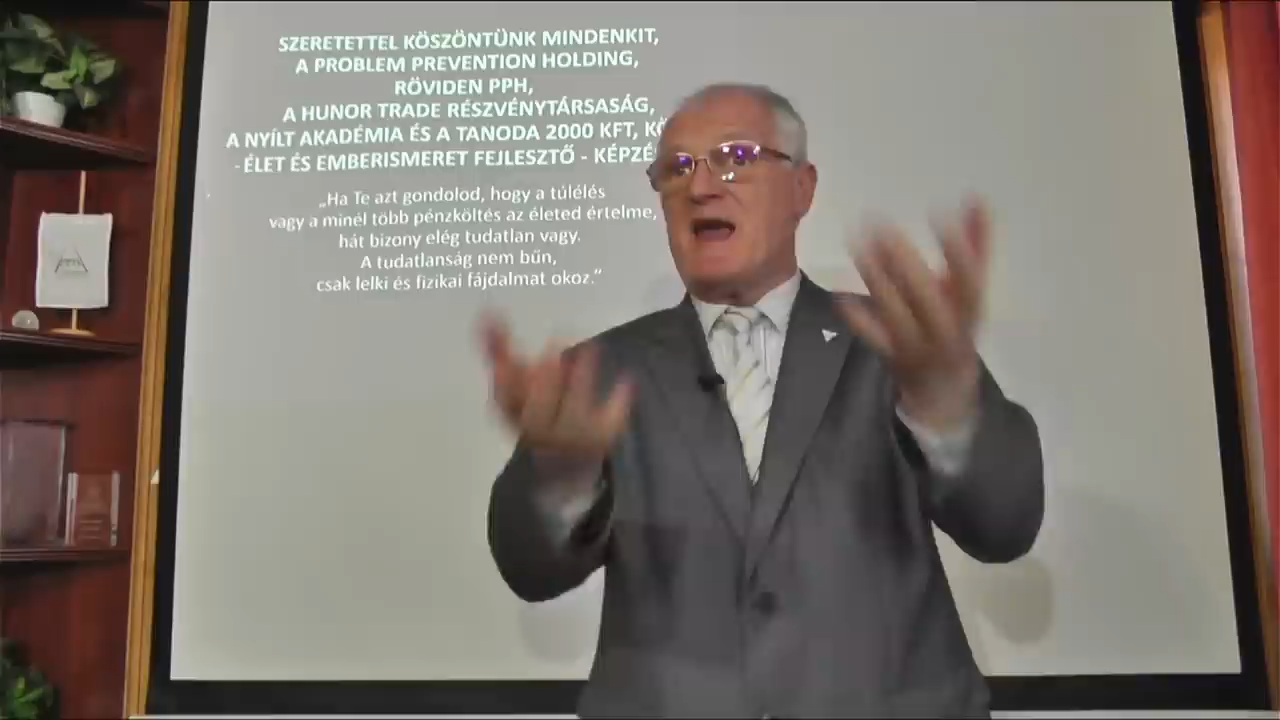 SZERETETTEL KÖSZÖNTÜNK MINDENKIT,
A PROBLEM PREVENTION HOLDING,
RÖVIDEN PPH,
A HUNOR TRADE RÉSZVÉNYTÁRSASÁG,
A NYÍLT AKADÉMIA ÉS A TANODA 2000 KFT,
- ÉLET ÉS EMBERISMERET FEJLESZTŐ -
„Ha Te azt gondolod, hogy a túlélés
vagy a minél több pénzköltés az életed értelme,
hát bizony elég tudatlan vagy.
A tudatlanság nem bűn,
csak lelki és fizikai fájdalmat okoz.”